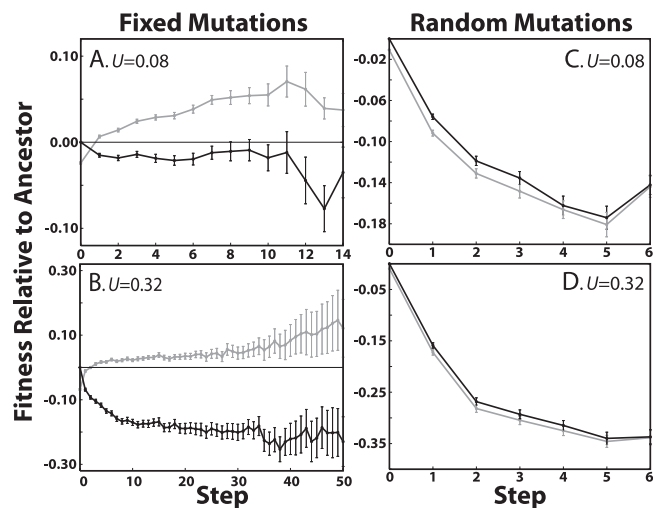 Fixed Mutations
Random Mutations
Fitness Relative to Ancestor
A. U=0.08
0.10
0.00
-0.10
0 2 4 6 8 10 12 14
C. U=0.08
-0.02
-0.06
-0.10
-0.14
-0.18
0 1 2 3 4 5 6
B. U=0.32
0.30
0.10
-0.10
-0.30
0 10 20 30 40 50
Step
D. U=0.32
-0.05
-0.15
-0.25
-0.35
0 1 2 3 4 5 6
Step